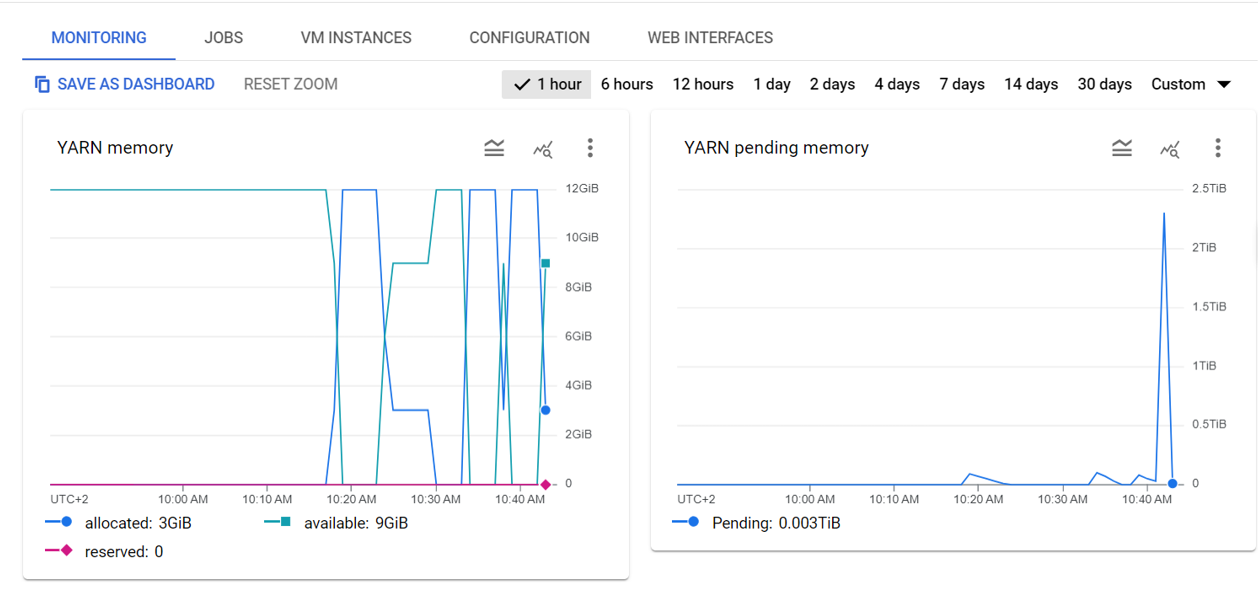 MONITORING JOBS VM INSTANCES CONFIGURATION WEB INTERFACES
SAVE AS DASHBOARD RESET ZOOM 1 hour 6 hours 12 hours 1 day 2 days 4 days 7 days 14 days 30 days Custom
YARN memory
12GiB
10GiB
8GiB
6GiB
4GiB
2GiB
0
UTC+2 10:00 AM 10:10 AM 10:20 AM 10:30 AM 10:40 AM
allocated: 3GiB available: 9GiB
reserved: 0
YARN pending memory
2.5TiB
2TiB
1.5TiB
1TiB
0.5TiB
0
UTC+2 10:00 AM 10:10 AM 10:20 AM 10:30 AM 10:40 AM
Pending: 0.003TiB